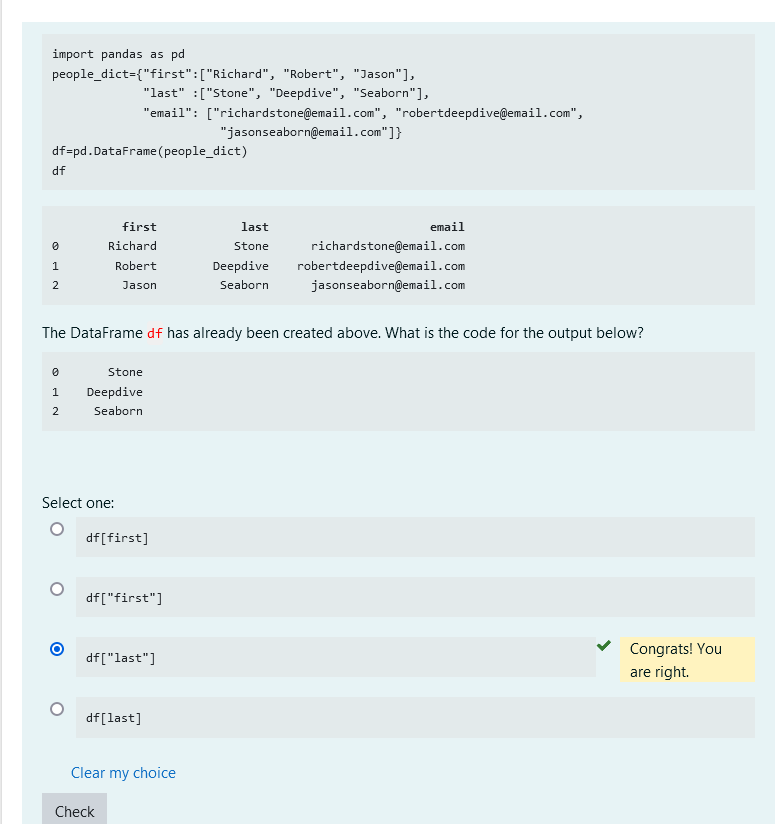 import pandas as pd
people_dict={"first":["Richard", "Robert", "Jason"],
"last" :["Stone", "Deepdive", "Seaborn"],
"email": ["richardstone@email.com", "robertdeepdive@email.com",
"jasonseaborn@email.com"]}
df=pd.DataFrame(people_dict)
df
first last email
0 Richard Stone richardstone@email.com
1 Robert Deepdive robertdeepdive@email.com
2 Jason Seaborn jasonseaborn@email.com
The DataFrame df has already been created above. What is the code for the output below?
0 Stone
1 Deepdive
2 Seaborn
Select one:
df[first]
df["first"]
df["last"]
Congrats! You
are right.
df[last]
Clear my choice
Check